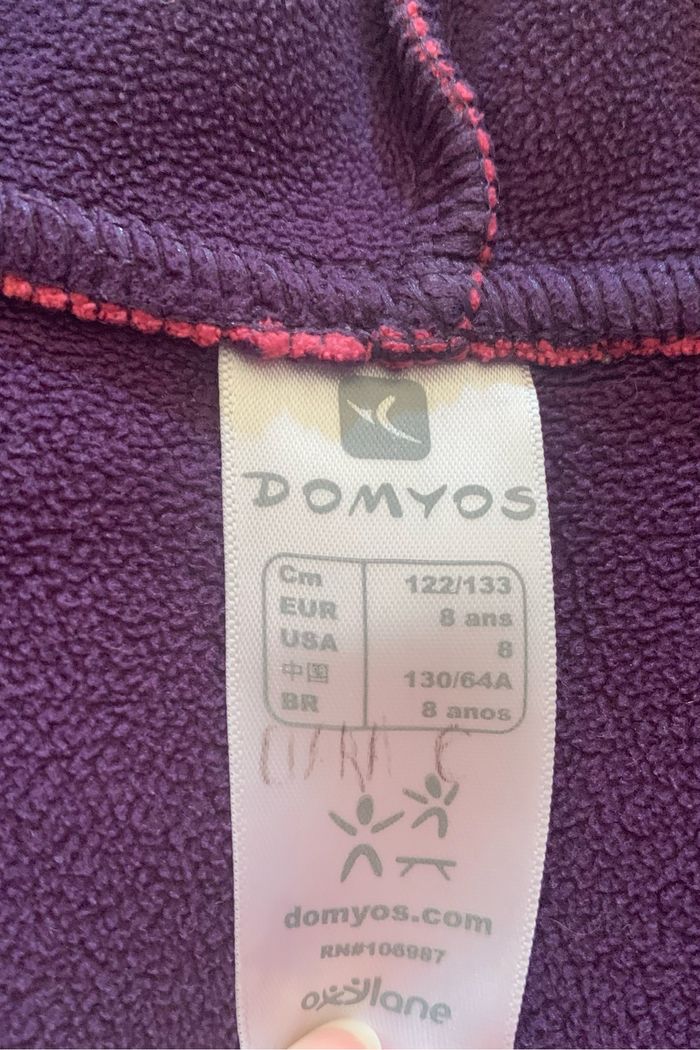 DOMYOS
Cm 122/133
EUR 8 ans
USA 8
中国 130/64A
BR 8 anos
domyos.com
RN#106987
oxylane